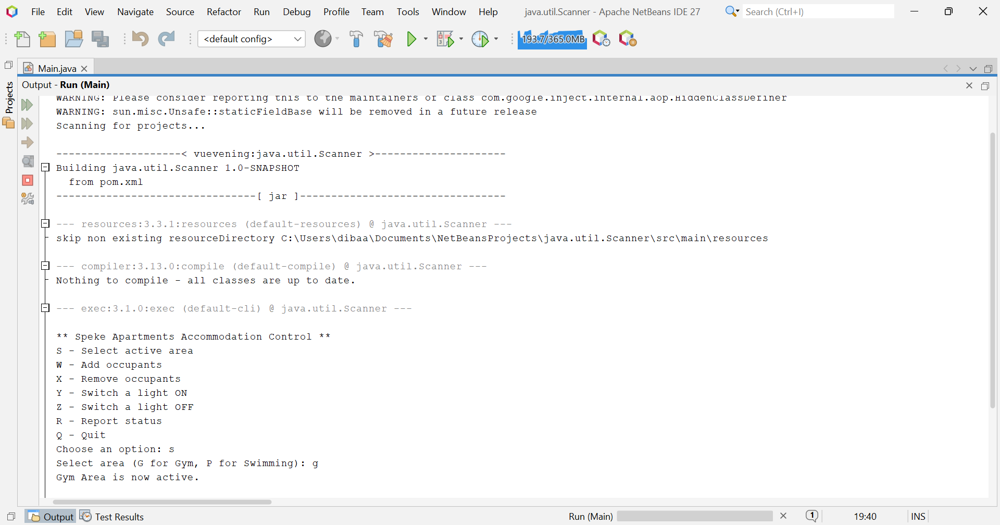 File Edit View Navigate Source Refactor Run Debug Profile Team Tools Window Help java.util.Scanner - Apache NetBeans IDE 27 Search (Ctrl+I)
<default config> 193.7/365.0MB
Main.java
Projects
Output - Run (Main)
WARNING: Please consider reporting this to the maintainers of class com.google.inject.internal.aop.HiddenClassDefiner
WARNING: sun.misc.Unsafe::staticFieldBase will be removed in a future release
Scanning for projects...
--------------------< vuevening:java.util.Scanner >---------------------
Building java.util.Scanner 1.0-SNAPSHOT
from pom.xml
--------------------------------[ jar ]---------------------------------
--- resources:3.3.1:resources (default-resources) @ java.util.Scanner ---
skip non existing resourceDirectory C:\Users\dibaa\Documents\NetBeansProjects\java.util.Scanner\src\main\resources
--- compiler:3.13.0:compile (default-compile) @ java.util.Scanner ---
Nothing to compile - all classes are up to date.
--- exec:3.1.0:exec (default-cli) @ java.util.Scanner ---
** Speke Apartments Accommodation Control **
S - Select active area
W - Add occupants
X - Remove occupants
Y - Switch a light ON
Z - Switch a light OFF
R - Report status
Q - Quit
Choose an option: s
Select area (G for Gym, P for Swimming): g
Gym Area is now active.
Output Test Results Run (Main) 1 19:40 INS